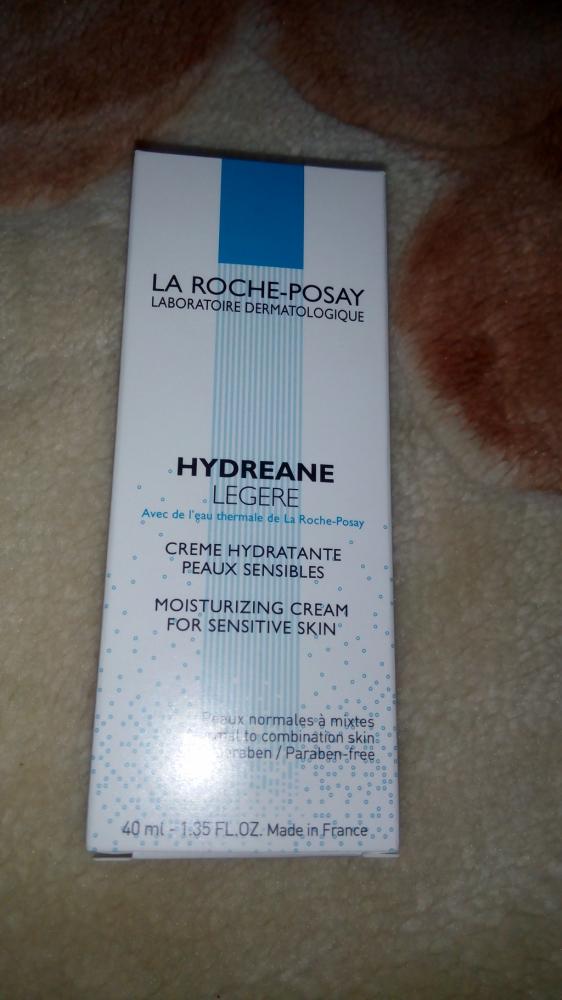 LA ROCHE-POSAY
LABORATOIRE DERMATOLOGIQUE
HYDREANE
LEGERE
Avec de l'eau thermale de La Roche-Posay
CREME HYDRATANTE
PEAUX SENSIBLES
MOISTURIZING CREAM
FOR SENSITIVE SKIN
Peaux normales à mixtes
to combination skin
/ Paraben-free
40 ml - 1.35 FL.OZ. Made in France